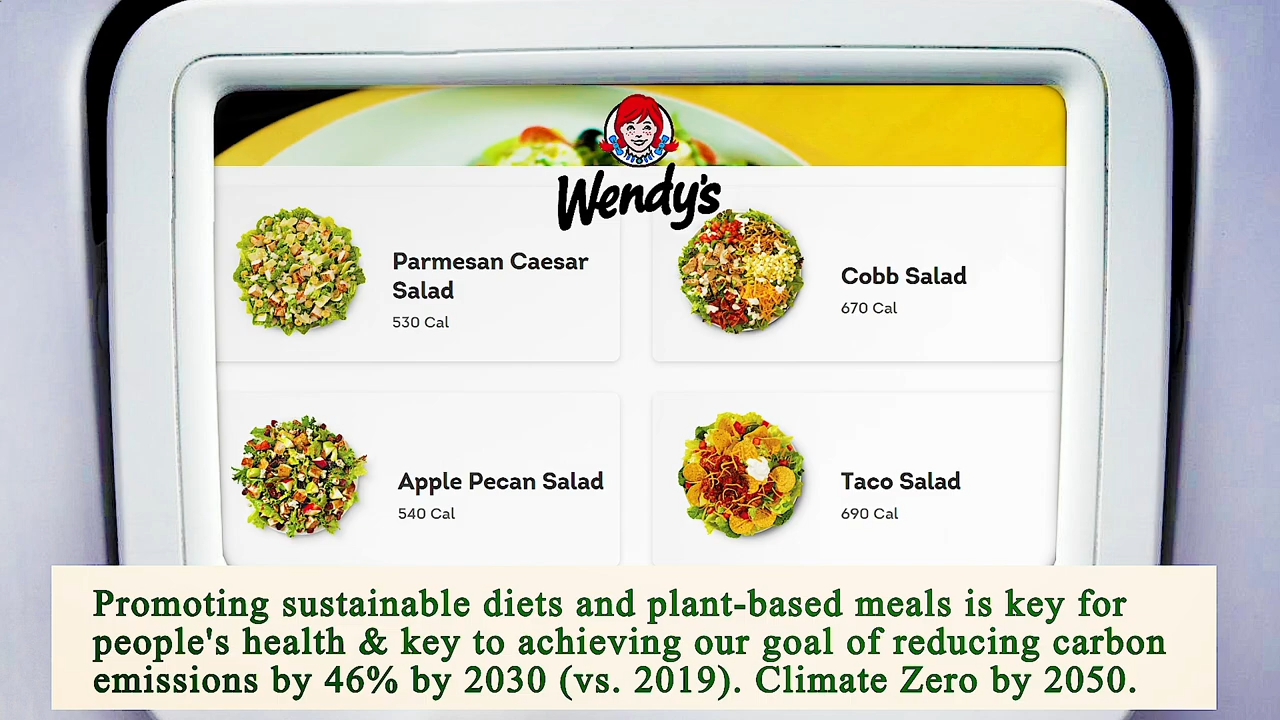 Wendy's
Parmesan Caesar
Salad
530 Cal
Cobb Salad
670 Cal
Apple Pecan Salad
540 Cal
Taco Salad
690 Cal
Promoting sustainable diets and plant-based meals is key for
people's health & key to achieving our goal of reducing carbon
emissions by 46% by 2030 (vs. 2019). Climate Zero by 2050.